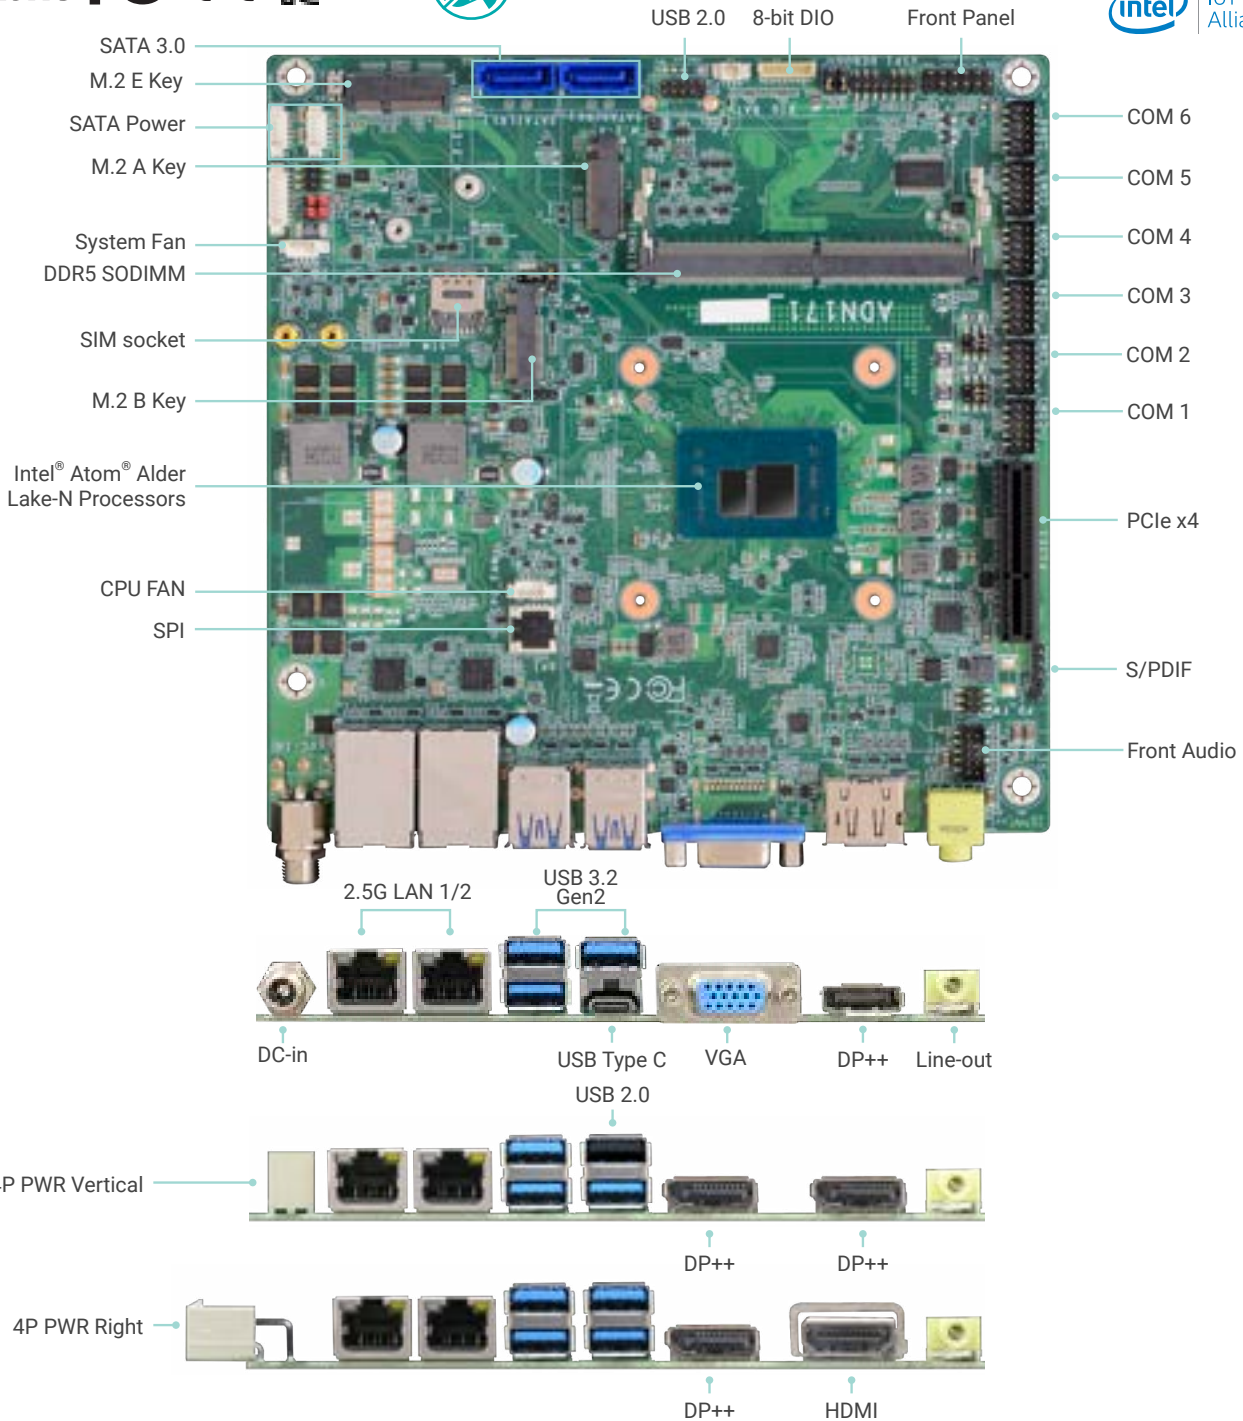 intel
USB 2.0
8-bit DIO
Front Panel
SATA 3.0
M.2 E Key
SATA Power
M.2 A Key
System Fan
DDR5 SODIMM
SIM socket
M.2 B Key
Intel® Atom® Alder
Lake-N Processors
CPU FAN
SPI
COM 6
COM 5
COM 4
COM 3
COM 2
COM 1
PCIe x4
S/PDIF
Front Audio
ADN171
FC CE
2.5G LAN 1/2
USB 3.2
Gen2
DC-in
USB Type C
VGA
DP++
Line-out
USB 2.0
P PWR Vertical
DP++
DP++
4P PWR Right
DP++
HDMI